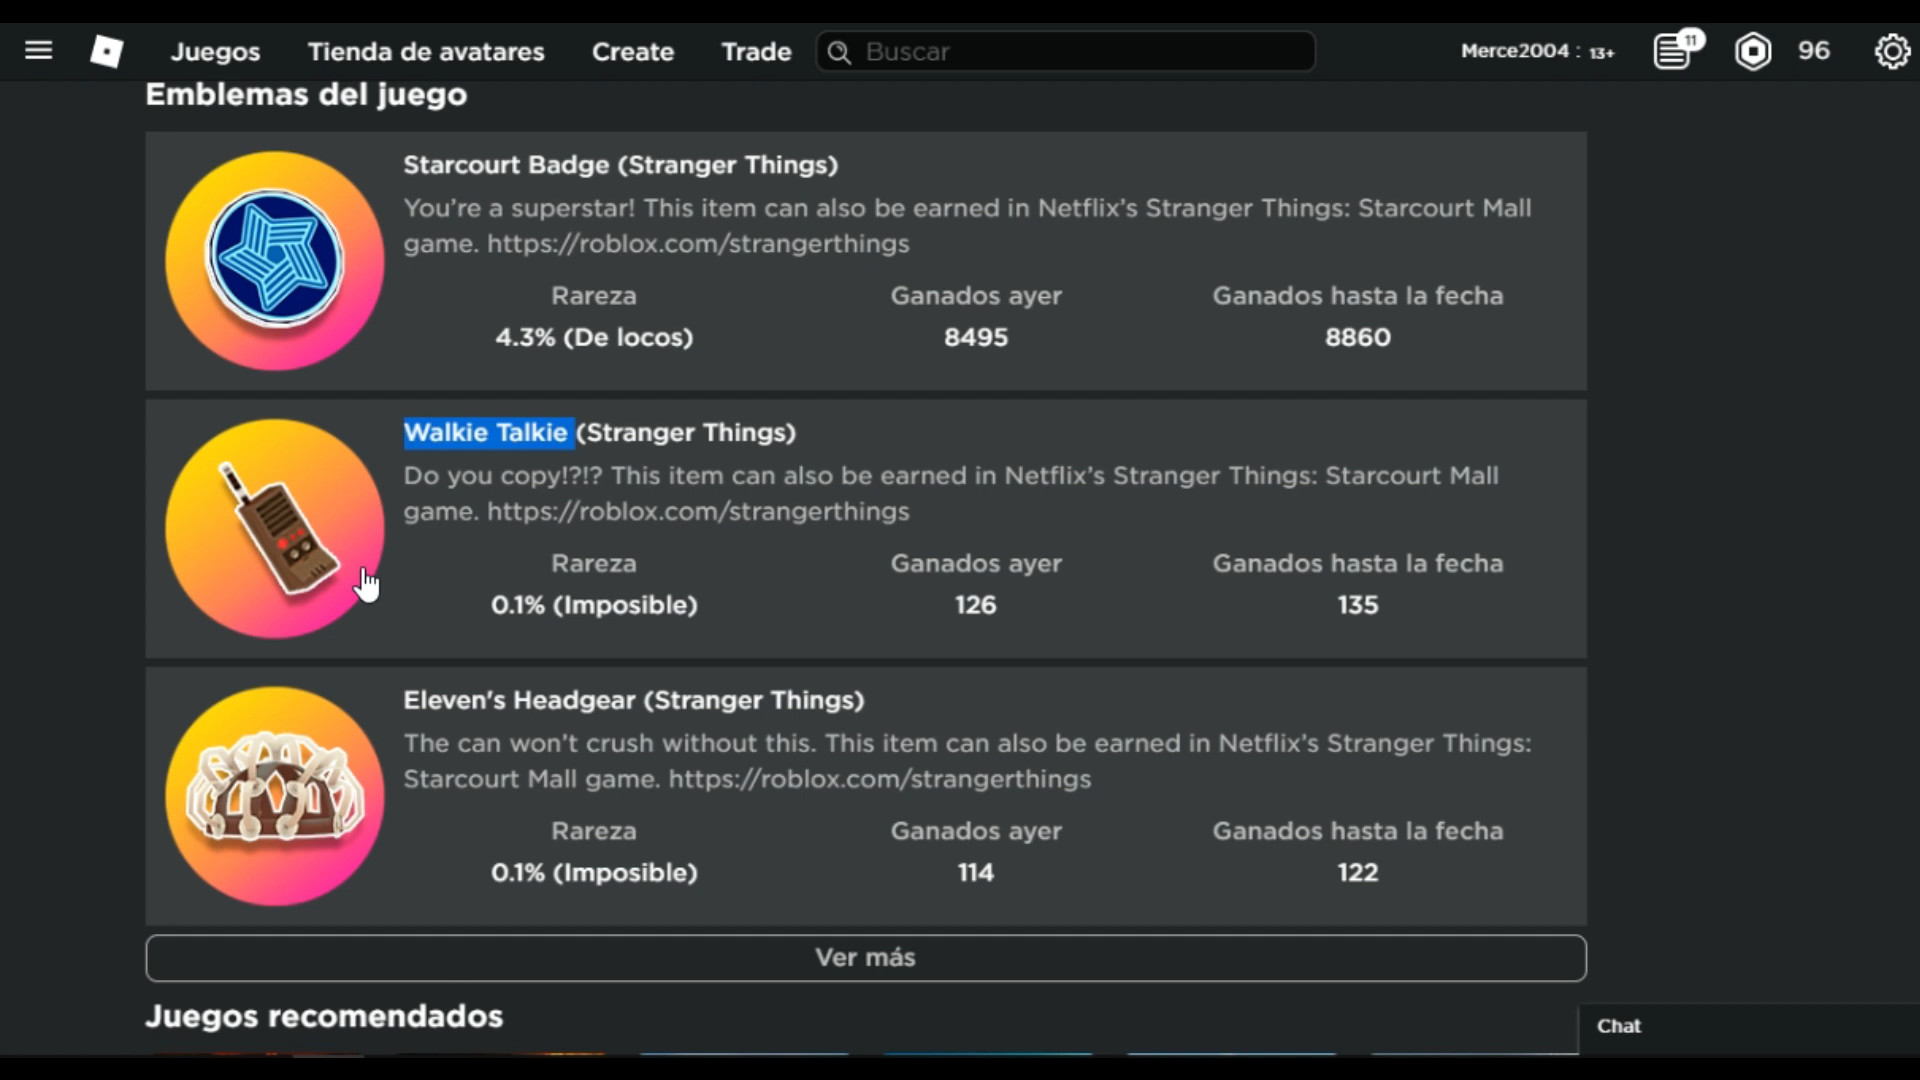 Juegos Tienda de avatares Create Trade Buscar Merce2004 : 13+ 11 96
Emblemas del juego
Starcourt Badge (Stranger Things)
You're a superstar! This item can also be earned in Netflix's Stranger Things: Starcourt Mall
game. https://roblox.com/strangerthings
Rareza Ganados ayer Ganados hasta la fecha
4.3% (De locos) 8495 8860
Walkie Talkie (Stranger Things)
Do you copy!?!? This item can also be earned in Netflix's Stranger Things: Starcourt Mall
game. https://roblox.com/strangerthings
Rareza Ganados ayer Ganados hasta la fecha
0.1% (Imposible) 126 135
Eleven's Headgear (Stranger Things)
The can won't crush without this. This item can also be earned in Netflix's Stranger Things:
Starcourt Mall game. https://roblox.com/strangerthings
Rareza Ganados ayer Ganados hasta la fecha
0.1% (Imposible) 114 122
Ver más
Juegos recomendados
Chat